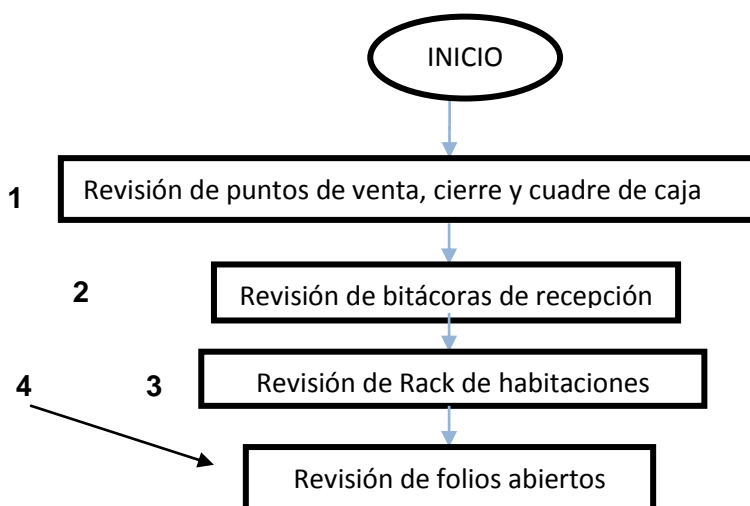 INICIO
1 Revisión de puntos de venta, cierre y cuadre de caja
2 Revisión de bitácoras de recepción
3 Revisión de Rack de habitaciones
4 Revisión de folios abiertos